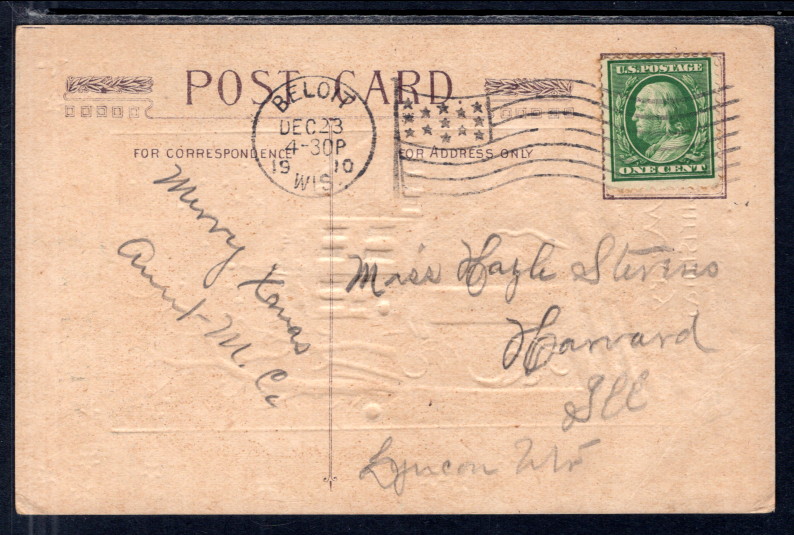 POST CARD
BELOIT
DEC 23
4-30P
1910
WIS.
U.S. POSTAGE
ONE CENT
FOR CORRESPONDENCE
FOR ADDRESS ONLY
Merry Xmas
Aunt M. C.
Miss Hazle Stevens
Harvard
Ill